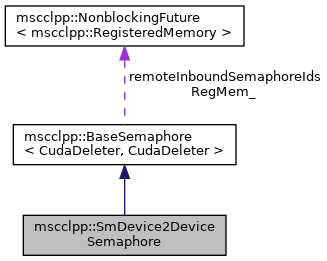 mscclpp::NonblockingFuture
< mscclpp::RegisteredMemory >
remoteInboundSemaphoreIds
RegMem_
mscclpp::BaseSemaphore
< CudaDeleter, CudaDeleter >
mscclpp::SmDevice2Device
Semaphore